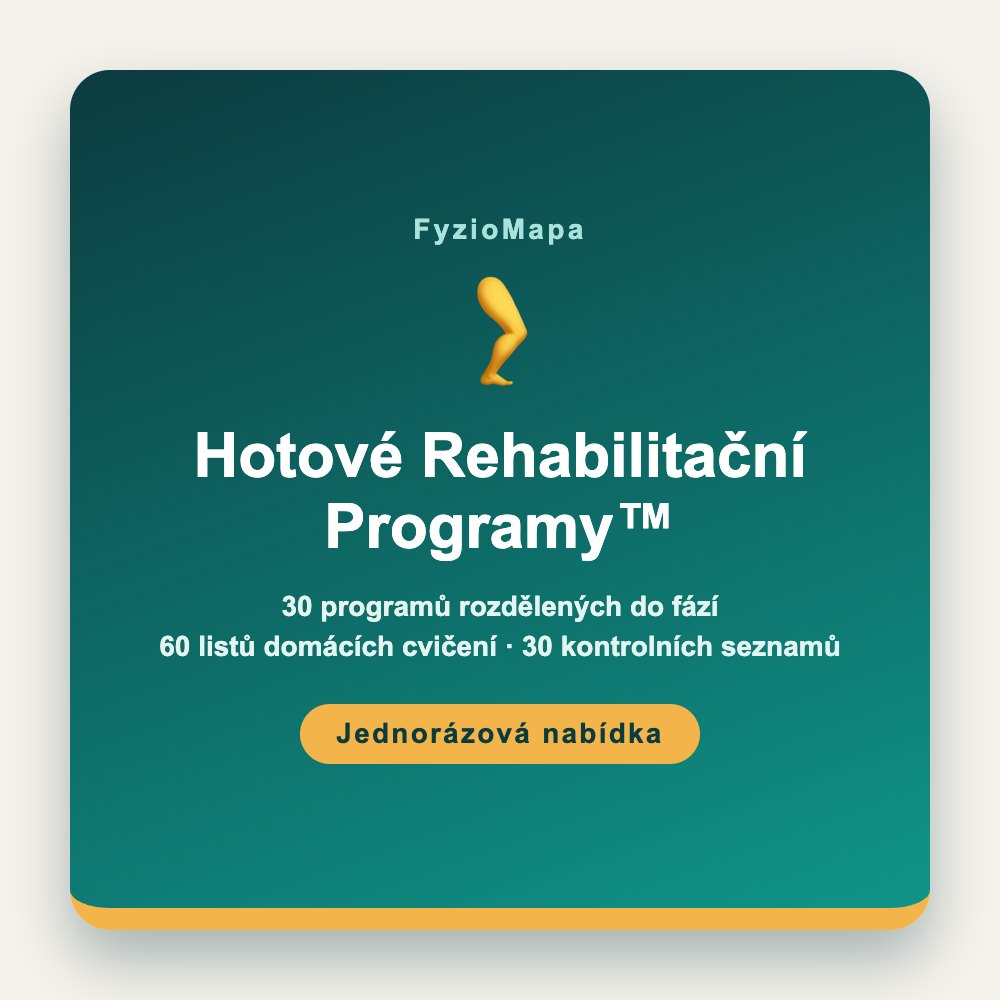 FyzioMapa
Hotové Rehabilitační
Programy™
30 programů rozdělených do fází
60 listů domácích cvičení · 30 kontrolních seznamů
Jednorázová nabídka